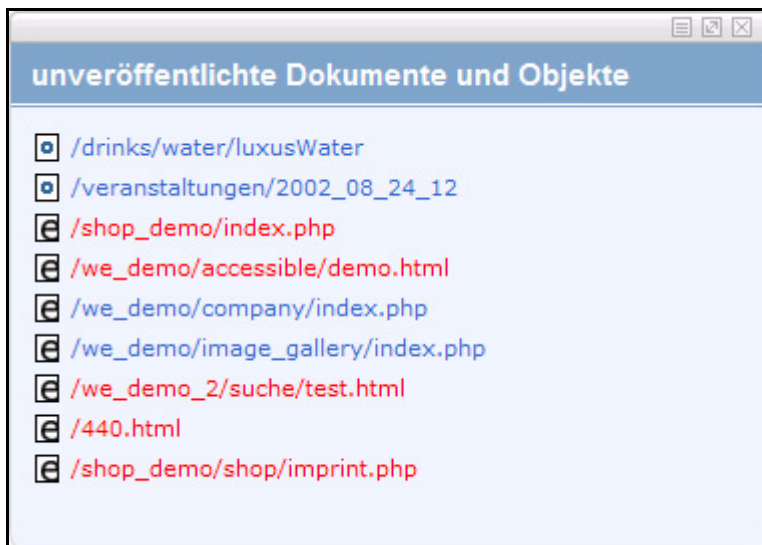 unveröffentlichte Dokumente und Objekte
/drinks/water/luxusWater
/veranstaltungen/2002_08_24_12
/shop_demo/index.php
/we_demo/accessible/demo.html
/we_demo/company/index.php
/we_demo/image_gallery/index.php
/we_demo_2/suche/test.html
/440.html
/shop_demo/shop/imprint.php